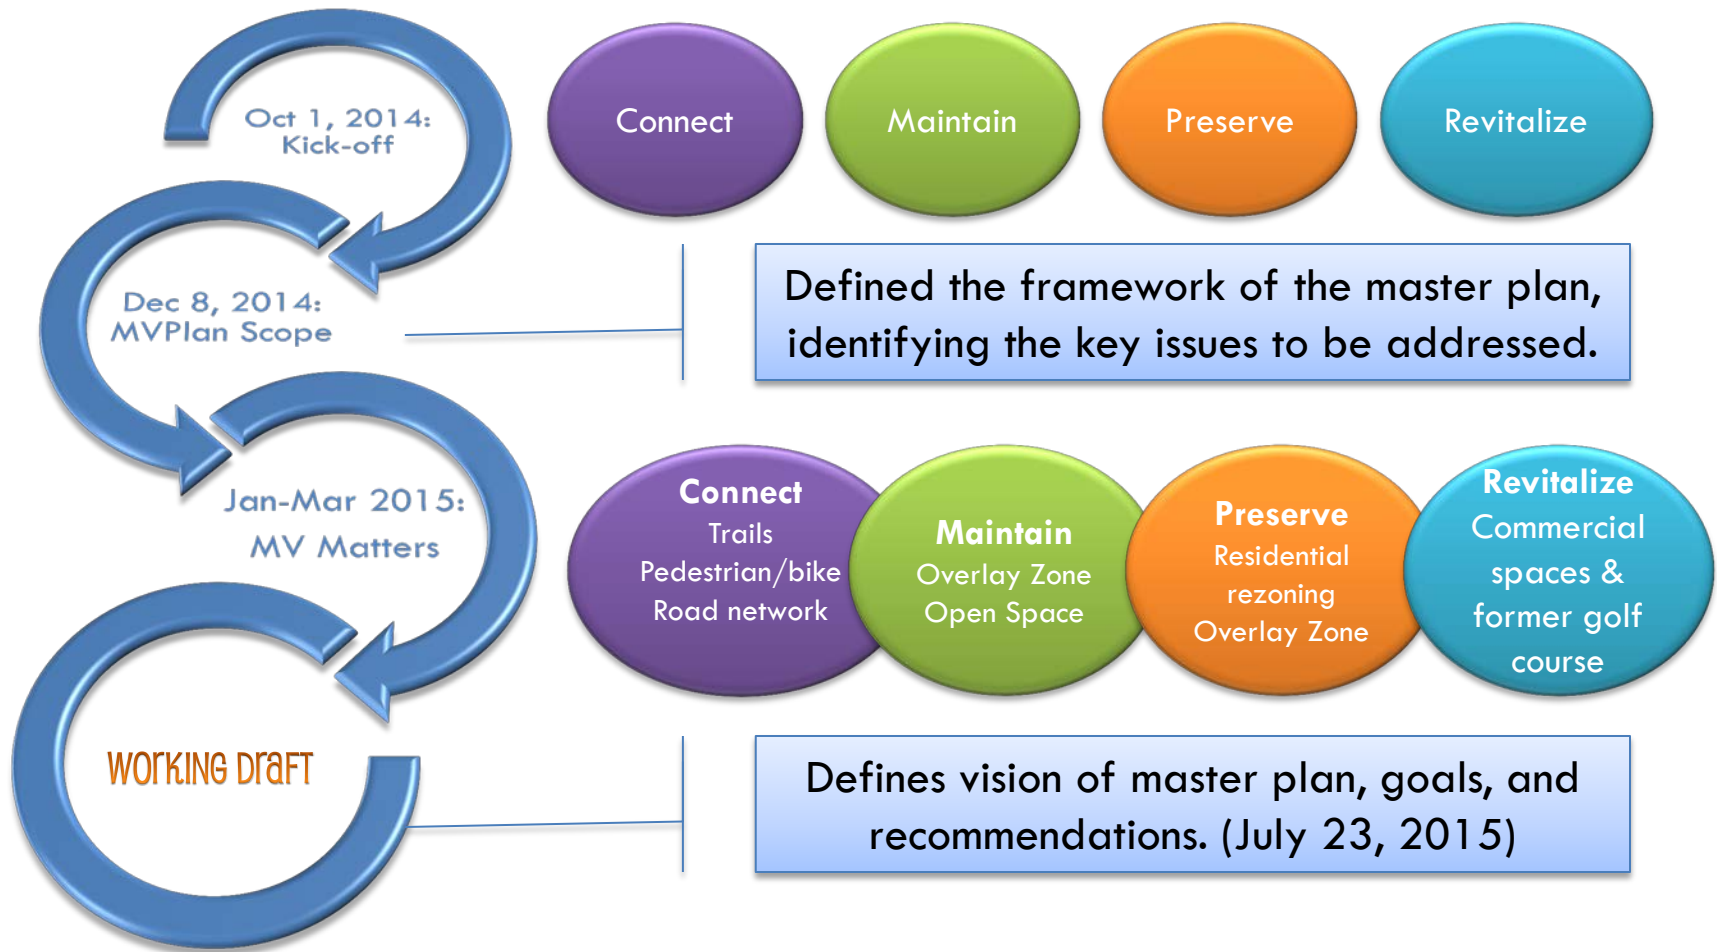 Oct 1, 2014:
Kick-off
Connect
Maintain
Preserve
Revitalize
Dec 8, 2014:
MVPlan Scope
Defined the framework of the master plan,
identifying the key issues to be addressed.
Jan-Mar 2015:
MV Matters
Connect
Trails
Pedestrian/bike
Road network
Maintain
Overlay Zone
Open Space
Preserve
Residential
rezoning
Overlay Zone
Revitalize
Commercial
spaces &
former golf
course
WORKING DRAFT
Defines vision of master plan, goals, and
recommendations. (July 23, 2015)